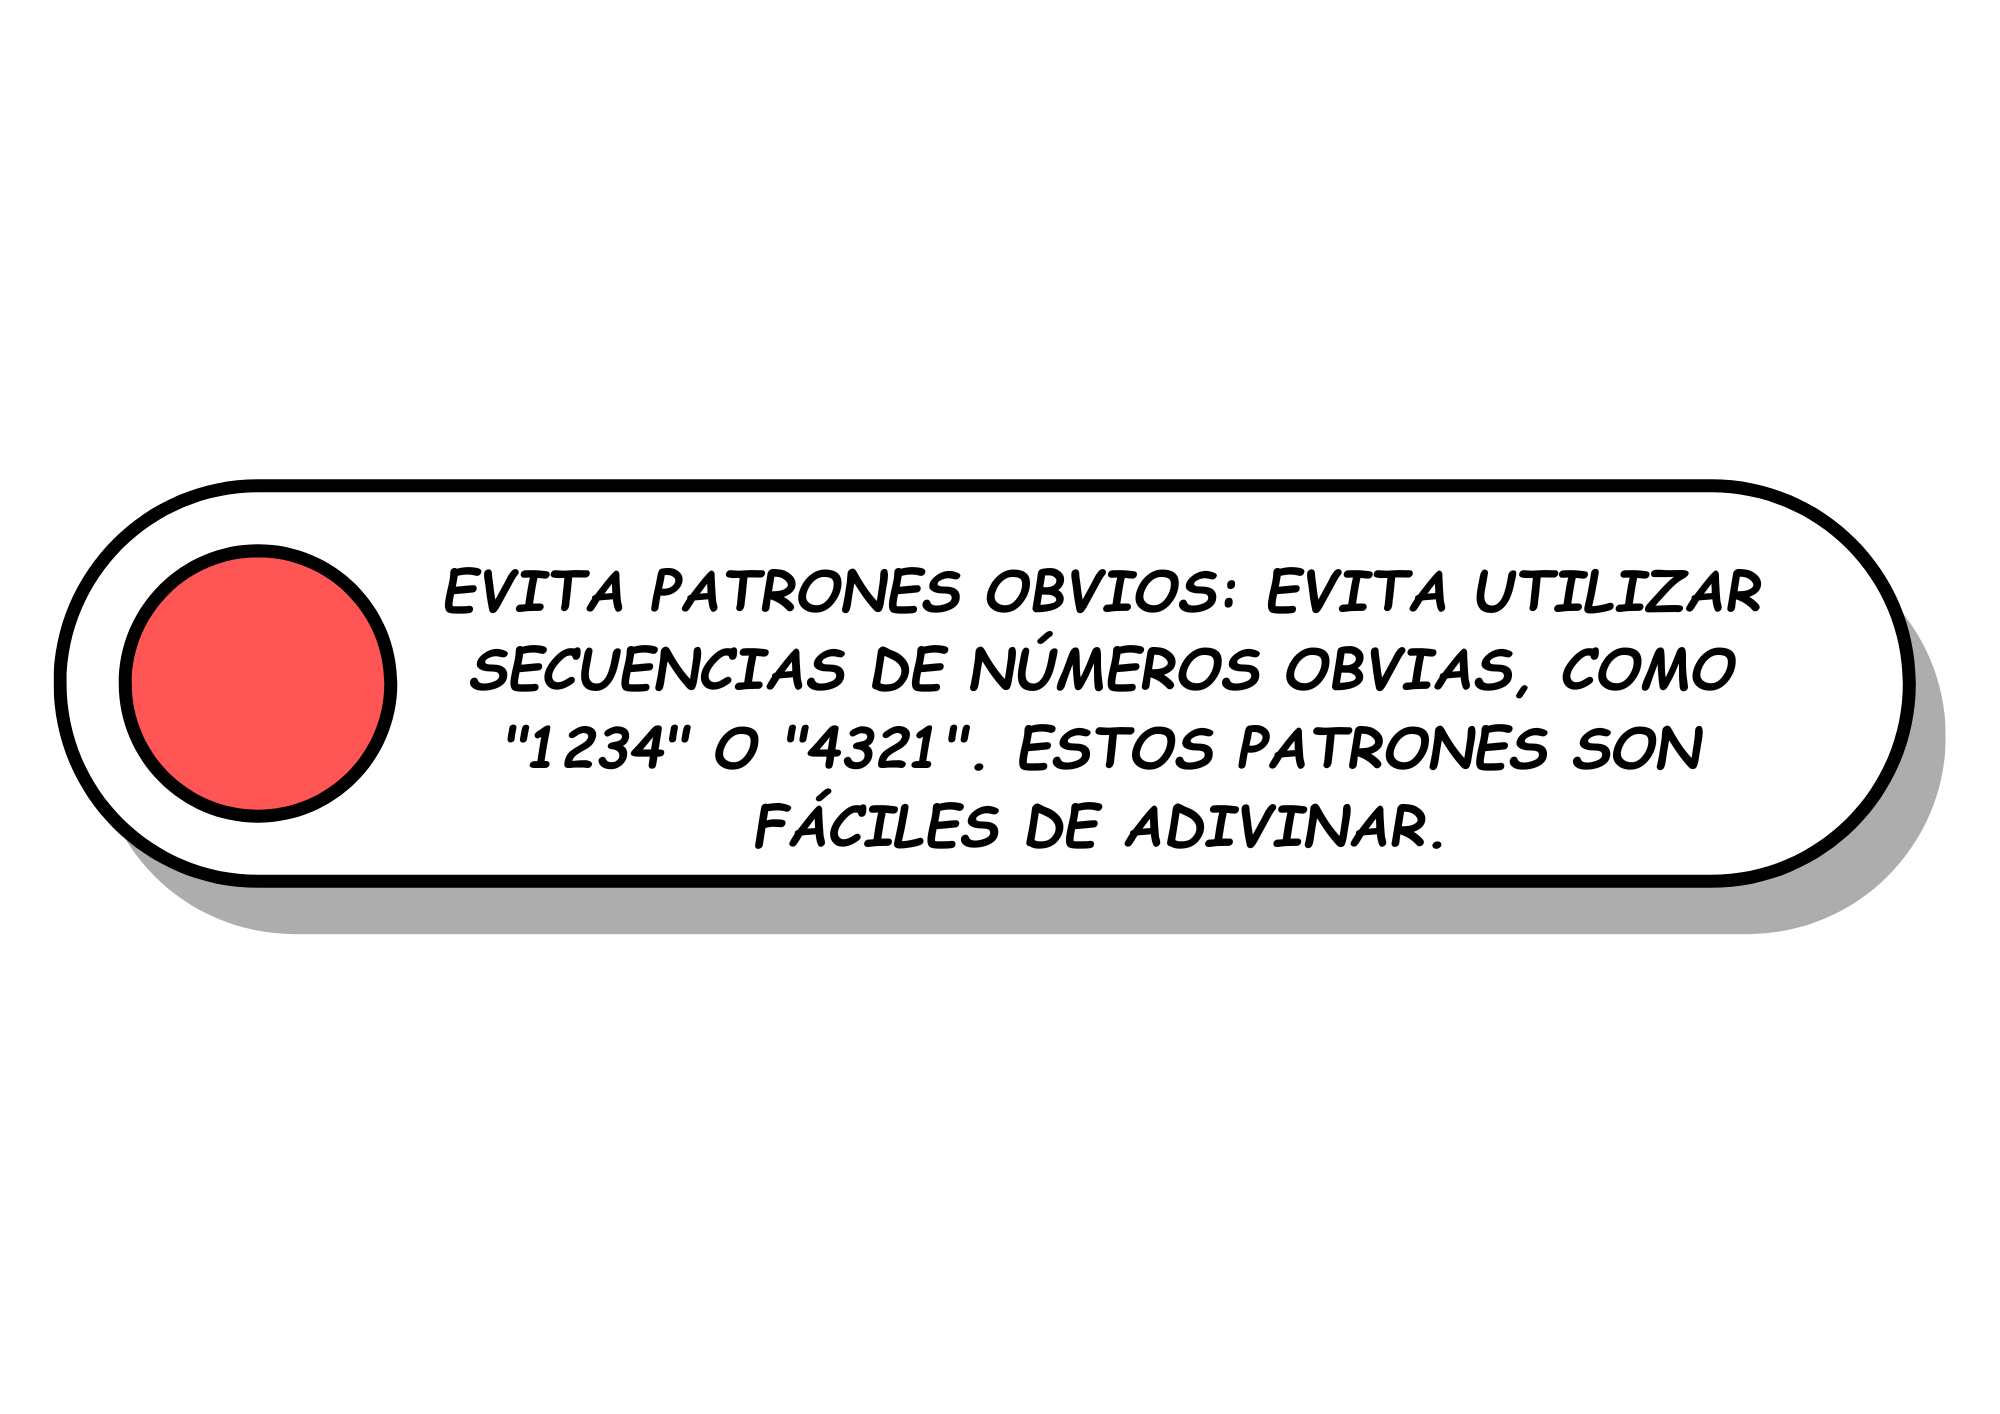 EVITA PATRONES OBVIOS: EVITA UTILIZAR
SECUENCIAS DE NÚMEROS OBVIAS, COMO
"1234" O "4321". ESTOS PATRONES SON
FÁCILES DE ADIVINAR.